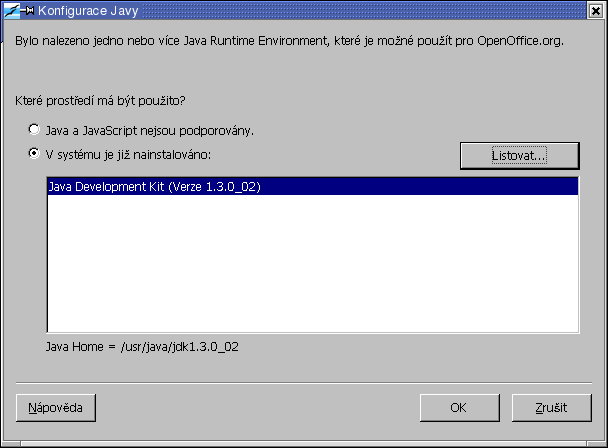 Konfigurace Javy
Bylo nalezeno jedno nebo více Java Runtime Environment, které je možné použít pro OpenOffice.org.
Které prostředí má být použito?
Java a JavaScript nejsou podporovány.
V systému je již nainstalováno:
Listovat...
Java Development Kit (Verze 1.3.0_02)
Java Home = /usr/java/jdk1.3.0_02
Nápověda
OK
Zrušit